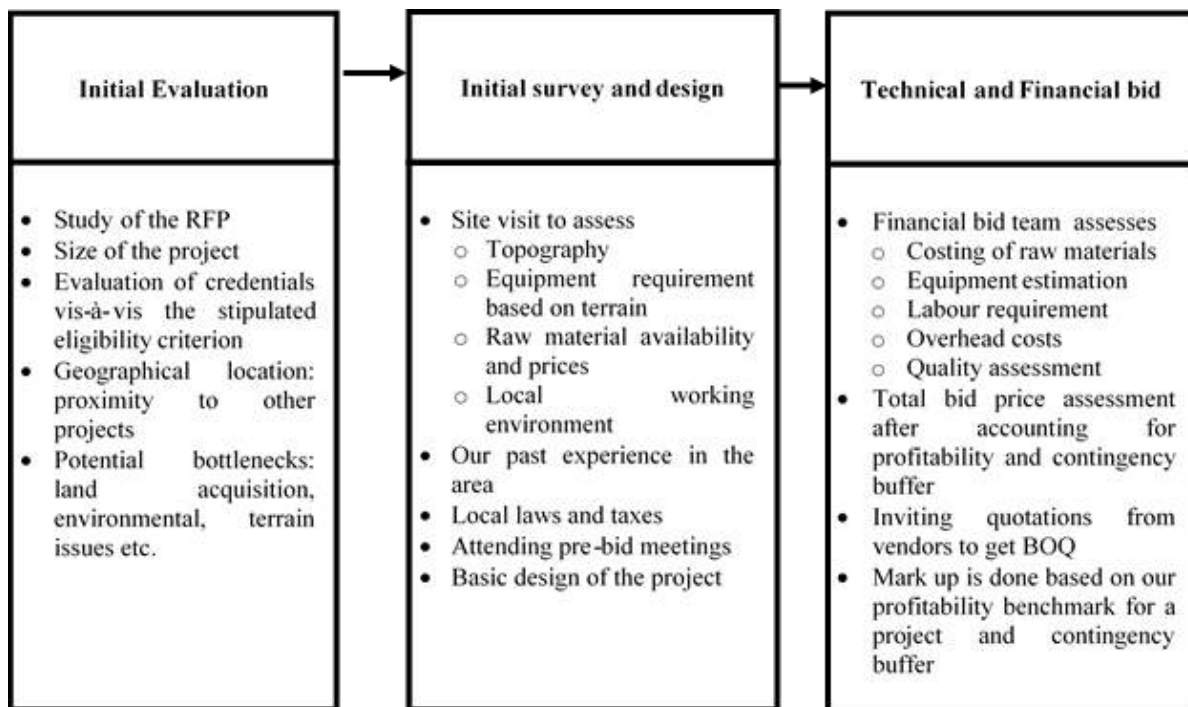 Initial Evaluation
• Study of the RFP
• Size of the project
• Evaluation of credentials
vis-à-vis the stipulated
eligibility criterion
• Geographical location:
proximity to other
projects
• Potential bottlenecks:
land acquisition,
environmental, terrain
issues etc.
Initial survey and design
• Site visit to assess
o Topography
o Equipment requirement
based on terrain
o Raw material availability
and prices
o Local working
environment
• Our past experience in the
area
• Local laws and taxes
• Attending pre-bid meetings
• Basic design of the project
Technical and Financial bid
• Financial bid team assesses
o Costing of raw materials
o Equipment estimation
o Labour requirement
o Overhead costs
o Quality assessment
• Total bid price assessment
after accounting for
profitability and contingency
buffer
• Inviting quotations from
vendors to get BOQ
• Mark up is done based on our
profitability benchmark for a
project and contingency
buffer